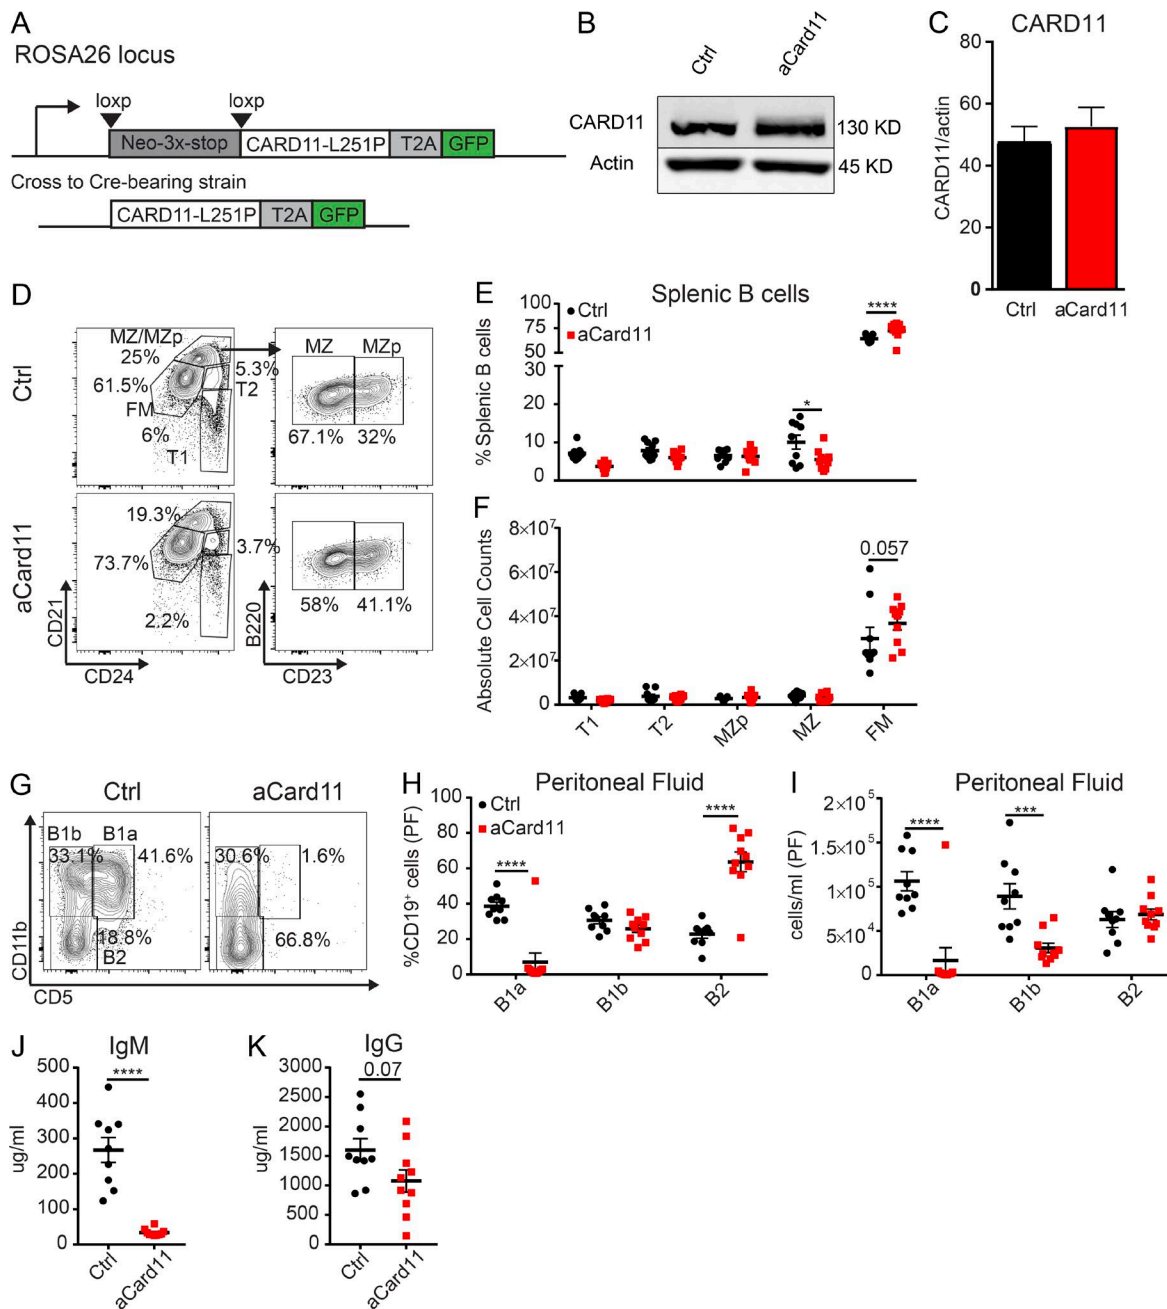 A
ROSA26 locus
loxp loxp
Neo-3x-stop CARD11-L251P T2A GFP
Cross to Cre-bearing strain
CARD11-L251P T2A GFP
B
Ctrl aCard11
CARD11 130 KD
Actin 45 KD
C CARD11
80
60
40
20
0
CARD11/actin
Ctrl aCard11
D
Ctrl
MZ/MZp
25%
61.5%
5.3%
T2
FM
6%
T1
MZ MZp
67.1% 32%
aCard11
19.3%
3.7%
73.7%
2.2%
58% 41.1%
CD21
CD24
B220
CD23
E Splenic B cells
Ctrl
aCard11
****
*
100
75
50
30
20
10
0
%Splenic B cells
F
8×10⁷
6×10⁷
4×10⁷
2×10⁷
0
Absolute Cell Counts
0.057
T1 T2 MZp MZ FM
G Ctrl aCard11
B1b B1a
33.1% 41.6%
18.8%
B2
30.6% 1.6%
66.8%
CD11b
CD5
H Peritoneal Fluid
Ctrl
aCard11
****
****
100
80
60
40
20
0
%CD19⁺ cells (PF)
B1a B1b B2
I Peritoneal Fluid
2×10⁵
1.5×10⁵
1×10⁵
5×10⁴
0
cells/ml (PF)
****
***
B1a B1b B2
J IgM
****
500
400
300
200
100
0
ug/ml
Ctrl aCard11
K IgG
0.07
3000
2500
2000
1500
1000
500
0
ug/ml
Ctrl aCard11